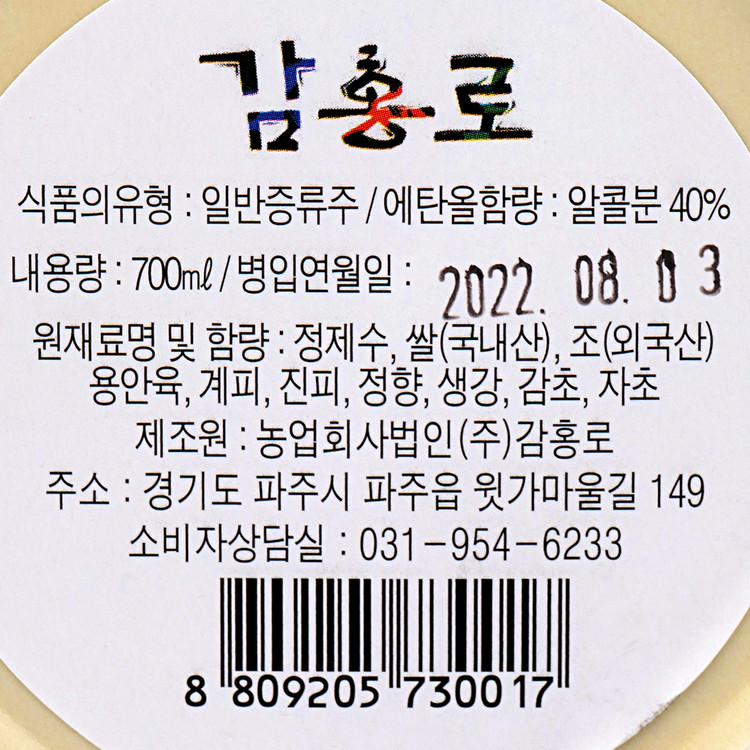 감홍로
식품의유형 : 일반증류주 / 에탄올함량 : 알콜분 40%
내용량 : 700㎖ / 병입연월일 : 2022. 08. 03
원재료명 및 함량 : 정제수, 쌀(국내산), 조(외국산)
용안육, 계피, 진피, 정향, 생강, 감초, 자초
제조원 : 농업회사법인(주)감홍로
주소 : 경기도 파주시 파주읍 윗가마울길 149
소비자상담실 : 031-954-6233
8 809205 730017